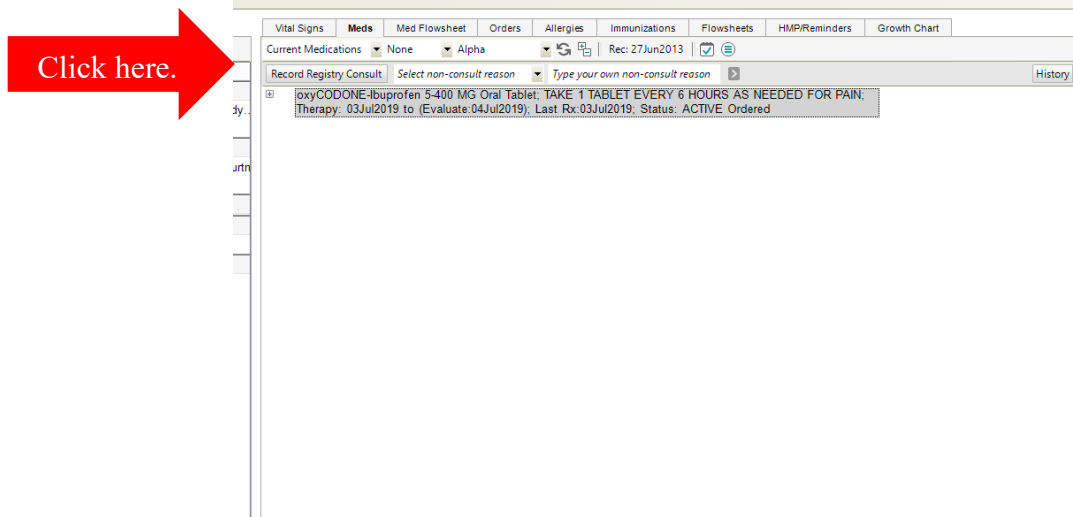 Click here.
Vital Signs Meds Med Flowsheet Orders Allergies Immunizations Flowsheets HMP/Reminders Growth Chart
Current Medications None Alpha Rec: 27Jun2013
Record Registry Consult Select non-consult reason Type your own non-consult reason History
oxyCODONE-Ibuprofen 5-400 MG Oral Tablet; TAKE 1 TABLET EVERY 6 HOURS AS NEEDED FOR PAIN;
Therapy: 03Jul2019 to (Evaluate:04Jul2019); Last Rx:03Jul2019; Status: ACTIVE Ordered
dy..
urtn